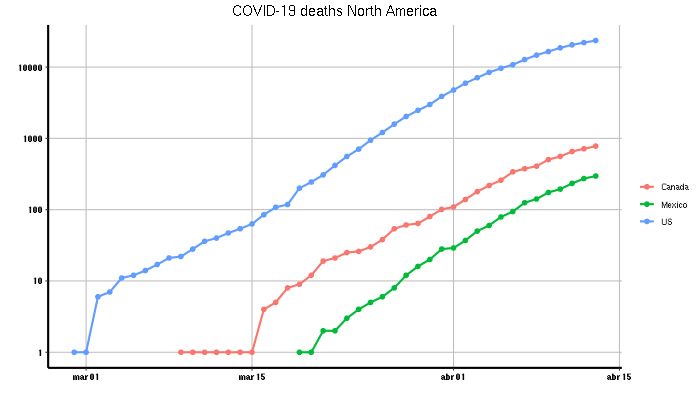 COVID-19 deaths North America
10000
1000
100
10
1
mar 01
mar 15
abr 01
abr 15
Canada
Mexico
US